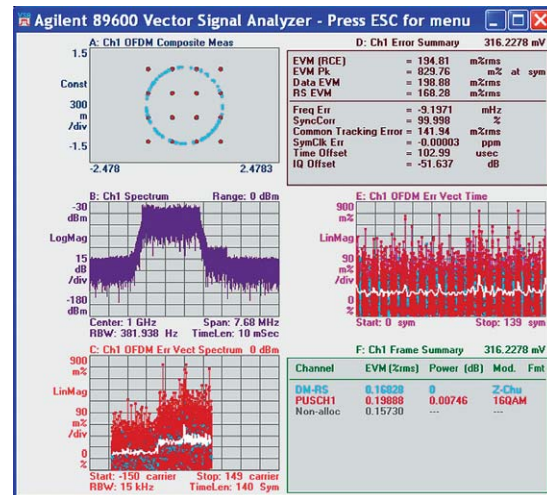 Agilent 89600 Vector Signal Analyzer - Press ESC for menu
A: Ch1 OFDM Composite Meas
1.5
Const
300
m
/div
-1.5
-2.478
2.4783
D: Ch1 Error Summary 316.2278 mV
EVM (RCE) = 194.81 m%rms
EVM Pk = 829.76 m% at sym
Data EVM = 198.88 m%rms
RS EVM = 168.28 m%rms
Freq Err = -9.1971 mHz
SyncCorr = 99.998 %
Common Tracking Error = 141.94 m%rms
SymClk Err = -0.00003 ppm
Time Offset = 102.99 usec
IQ Offset = -51.637 dB
B: Ch1 Spectrum Range: 0 dBm
-30
dBm
LogMag
15
dB
/div
-180
dBm
Center: 1 GHz Span: 7.68 MHz
RBW: 381.938 Hz TimeLen: 10 mSec
E: Ch1 OFDM Err Vect Time
900
m%
LinMag
90
m%
/div
0
%
Start: 0 sym Stop: 139 sym
C: Ch1 OFDM Err Vect Spectrum 0 dBm
900
m%
LinMag
90
m%
/div
0
%
Start: -150 carrier Stop: 149 carrier
RBW: 15 kHz TimeLen: 140 Sym
F: Ch1 Frame Summary 316.2278 mV
Channel EVM (%rms) Power (dB) Mod. Fmt
DM-RS 0.16828 0 Z-Chu
PUSCH1 0.19888 0.00746 16QAM
Non-alloc 0.15730 --- ---